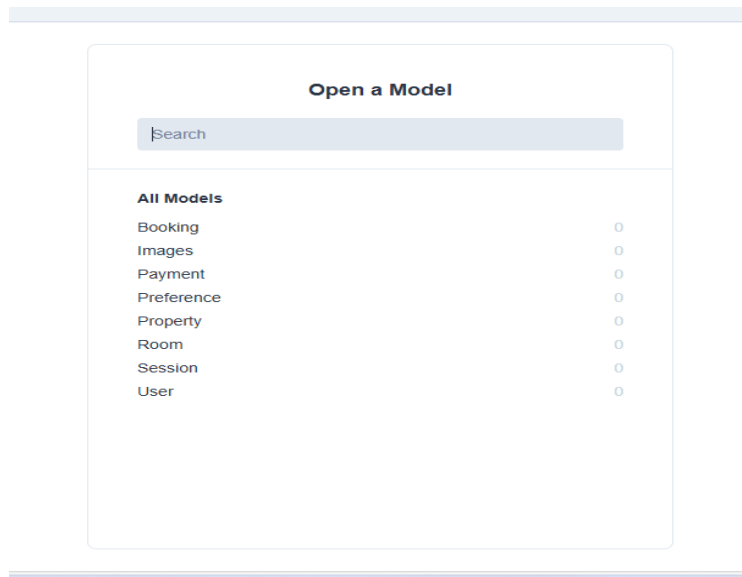 Open a Model
Search
All Models
Booking 0
Images 0
Payment 0
Preference 0
Property 0
Room 0
Session 0
User 0